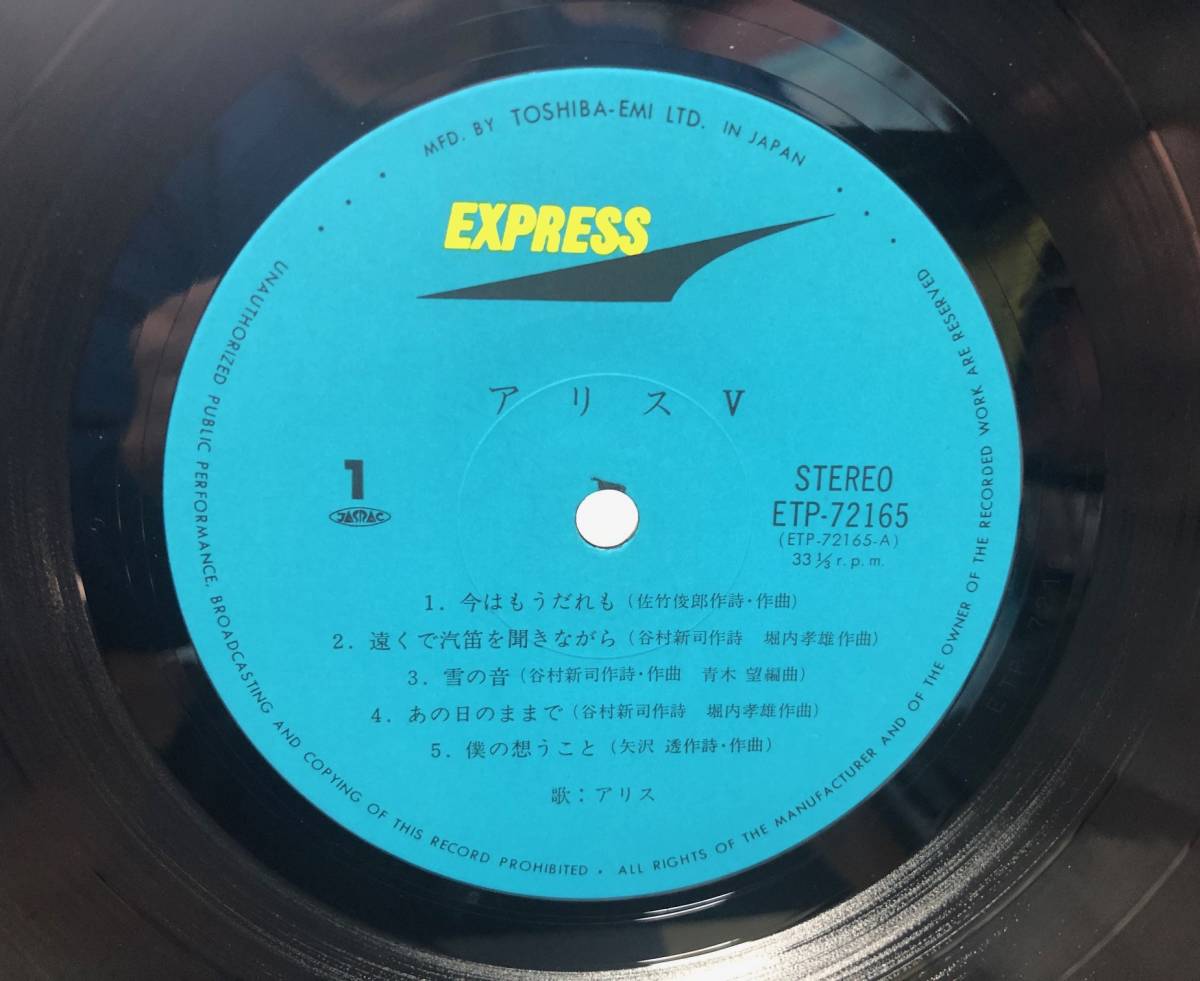 MFD. BY TOSHIBA-EMI LTD. IN JAPAN
EXPRESS
アリス V
1
JASRAC
STEREO
ETP-72165
(ETP-72165-A)
33⅓ r.p.m.
1. 今はもうだれも (佐竹俊郎作詩・作曲)
2. 遠くで汽笛を聞きながら (谷村新司作詩 堀内孝雄作曲)
3. 雪の音 (谷村新司作詩・作曲 青木 望編曲)
4. あの日のままで (谷村新司作詩 堀内孝雄作曲)
5. 僕の想うこと (矢沢 透作詩・作曲)
歌：アリス
UNAUTHORIZED PUBLIC PERFORMANCE, BROADCASTING AND COPYING OF THIS RECORD PROHIBITED • ALL RIGHTS OF THE MANUFACTURER AND OF THE OWNER OF THE RECORDED WORK ARE RESERVED